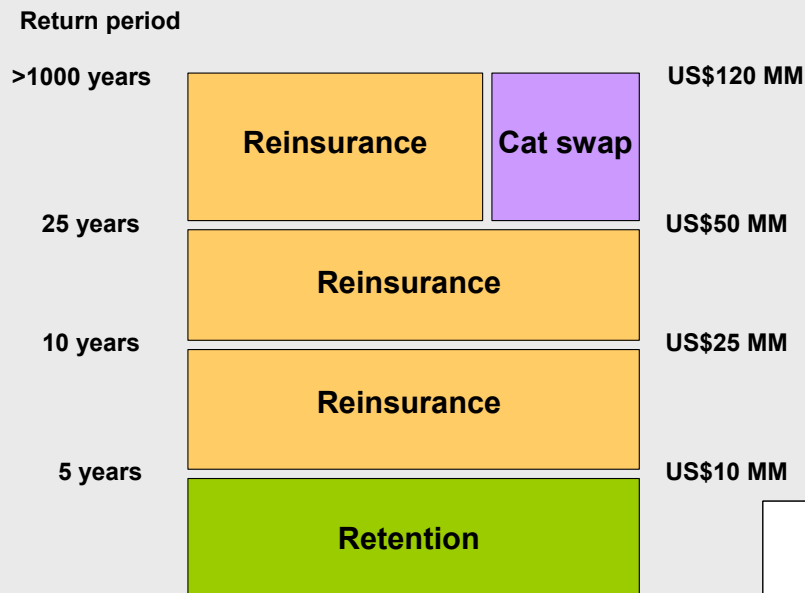 Return period
>1000 years
US$120 MM
Reinsurance
Cat swap
25 years
US$50 MM
Reinsurance
10 years
US$25 MM
Reinsurance
5 years
US$10 MM
Retention